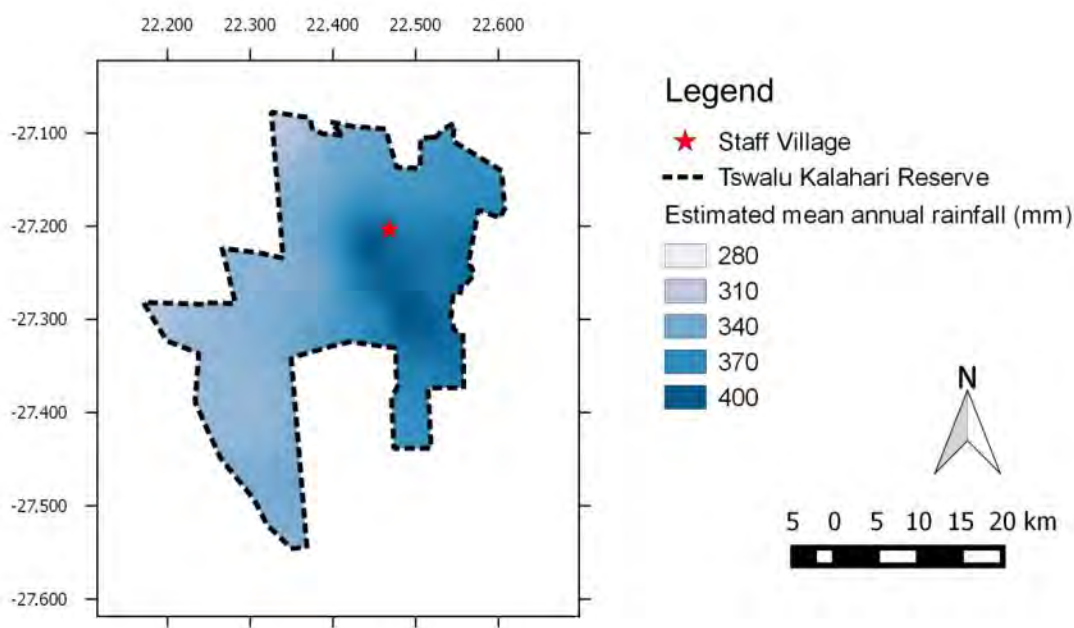 22.200 22.300 22.400 22.500 22.600
-27.100
-27.200
-27.300
-27.400
-27.500
-27.600
Legend
Staff Village
Tswalu Kalahari Reserve
Estimated mean annual rainfall (mm)
280
310
340
370
400
N
5 0 5 10 15 20 km